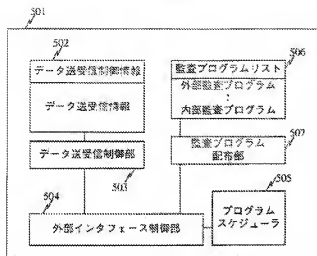 501
502
データ送受信制御情報
データ送受信情報
データ送受信制御部
503
506
監査プログラムリスト
外部監査プログラム
：
内部監査プログラム
507
監査プログラム
配布部
504
外部インタフェース制御部
505
プログラム
スケジューラ